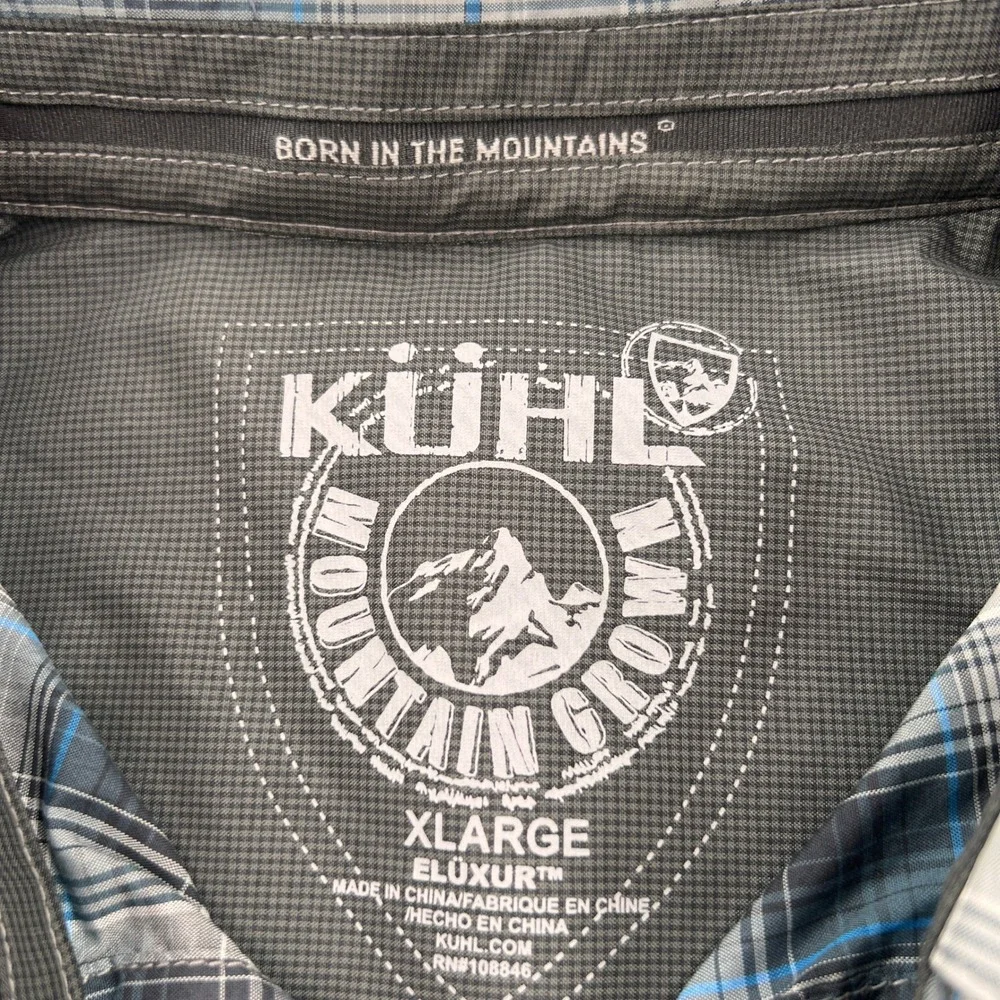 BORN IN THE MOUNTAINS®
KÜHL
MOUNTAIN GROWN
XLARGE
ELÜXUR™
MADE IN CHINA/FABRIQUE EN CHINE
/HECHO EN CHINA
KUHL.COM
RN#108846